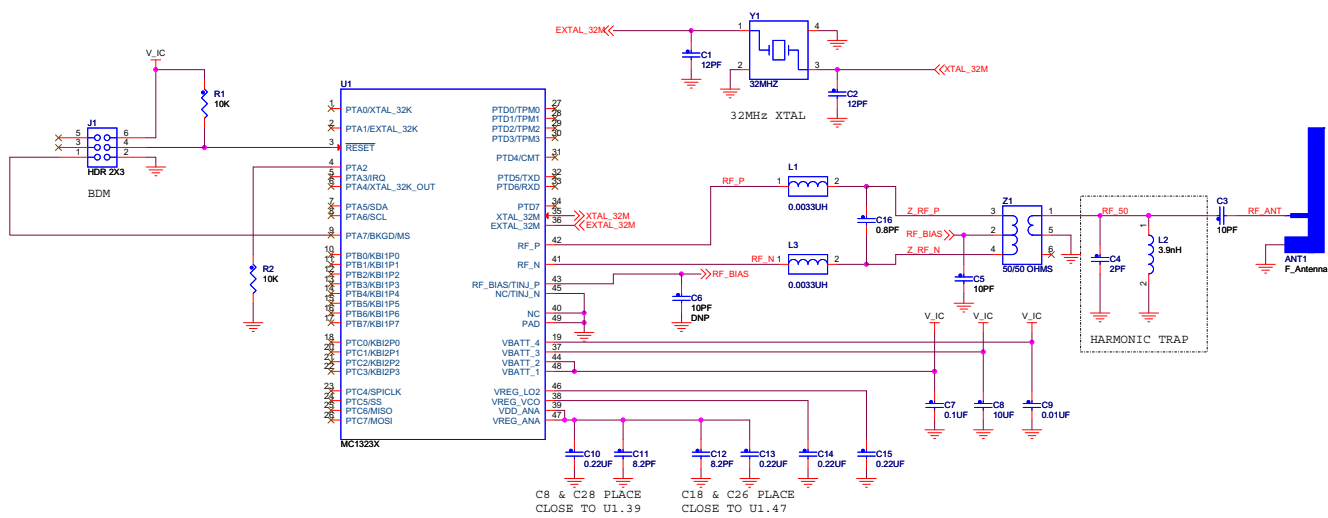 EXTAL_32M
Y1
1
4
2
3
32MHZ
C1
12PF
XTAL_32M
C2
12PF
32MHz XTAL
V_IC
R1
10K
J1
5
6
3
4
1
2
HDR 2X3
BDM
R2
10K
U1
1
PTA0/XTAL_32K
2
PTA1/EXTAL_32K
3
RESET
4
PTA2
5
PTA3/IRQ
6
PTA4/XTAL_32K_OUT
7
PTA5/SDA
8
PTA6/SCL
9
PTA7/BKGD/MS
10
PTB0/KBI1P0
11
PTB1/KBI1P1
12
PTB2/KBI1P2
13
PTB3/KBI1P3
14
PTB4/KBI1P4
15
PTB5/KBI1P5
16
PTB6/KBI1P6
17
PTB7/KBI1P7
18
PTC0/KBI2P0
20
PTC1/KBI2P1
21
PTC2/KBI2P2
22
PTC3/KBI2P3
23
PTC4/SPICLK
24
PTC5/SS
25
PTC6/MISO
26
PTC7/MOSI
PTD0/TPM0
27
PTD1/TPM1
28
PTD2/TPM2
29
PTD3/TPM3
30
PTD4/CMT
31
PTD5/TXD
32
PTD6/RXD
33
PTD7
34
XTAL_32M
35
XTAL_32M
EXTAL_32M
36
EXTAL_32M
RF_P
42
RF_N
41
RF_BIAS/TINJ_P
43
NC/TINJ_N
45
NC
40
PAD
49
VBATT_4
19
VBATT_3
37
VBATT_2
44
VBATT_1
48
VREG_LO2
46
VREG_VCO
38
VDD_ANA
39
VREG_ANA
47
MC1323X
RF_P
L1
1
2
0.0033UH
RF_N
L3
1
2
0.0033UH
C16
0.8PF
RF_BIAS
C6
10PF
DNP
Z_RF_P
Z_RF_N
RF_BIAS
C5
10PF
Z1
3
1
2
5
4
6
50/50 OHMS
RF_50
C4
2PF
1
L2
3.9nH
2
HARMONIC TRAP
C3
10PF
RF_ANT
ANT1
F_Antenna
V_IC
V_IC
V_IC
C7
0.1UF
C8
10UF
C9
0.01UF
C10
0.22UF
C11
8.2PF
C12
8.2PF
C13
0.22UF
C14
0.22UF
C15
0.22UF
C8 & C28 PLACE
CLOSE TO U1.39
C18 & C26 PLACE
CLOSE TO U1.47